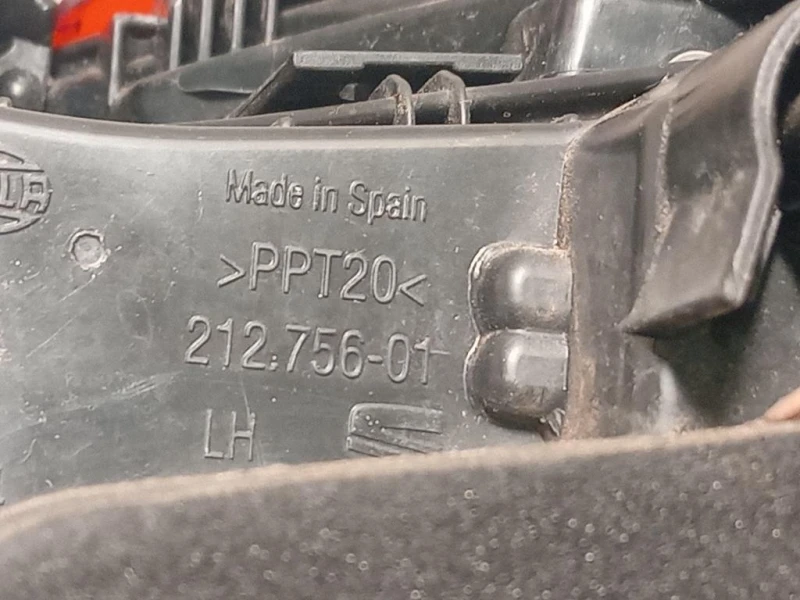 Made in Spain
>PPT20<
212.756-01
LH